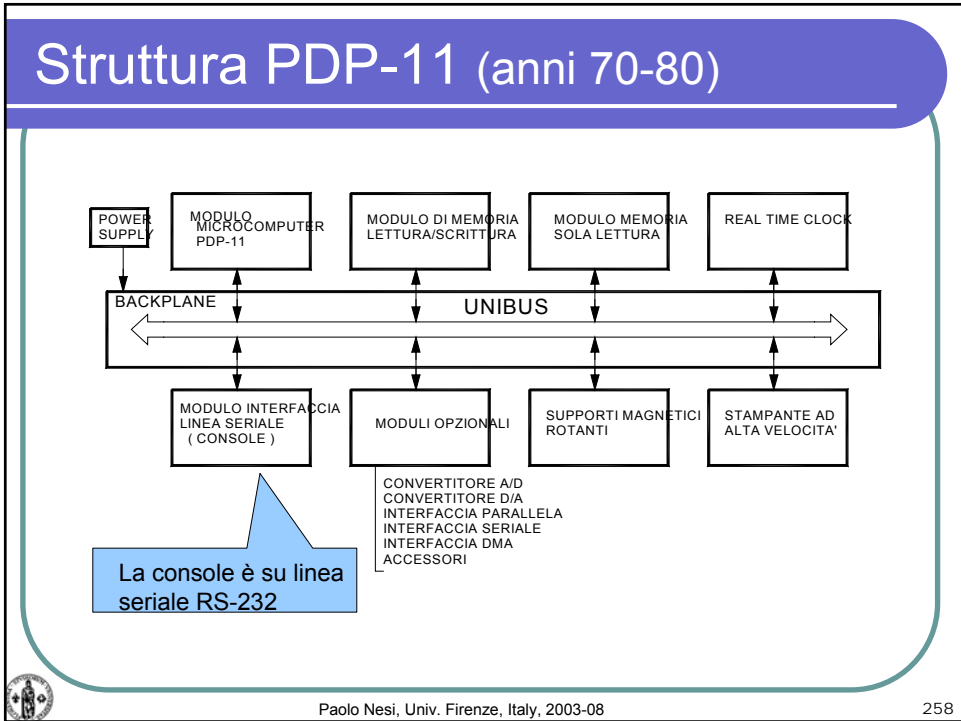 Struttura PDP-11 (anni 70-80)
POWER
SUPPLY
MODULO
MICROCOMPUTER
PDP-11
MODULO DI MEMORIA
LETTURA/SCRITTURA
MODULO MEMORIA
SOLA LETTURA
REAL TIME CLOCK
BACKPLANE
UNIBUS
MODULO INTERFACCIA
LINEA SERIALE
( CONSOLE )
MODULI OPZIONALI
SUPPORTI MAGNETICI
ROTANTI
STAMPANTE AD
ALTA VELOCITA'
CONVERTITORE A/D
CONVERTITORE D/A
INTERFACCIA PARALLELA
INTERFACCIA SERIALE
INTERFACCIA DMA
ACCESSORI
La console è su linea
seriale RS-232
Paolo Nesi, Univ. Firenze, Italy, 2003-08
258